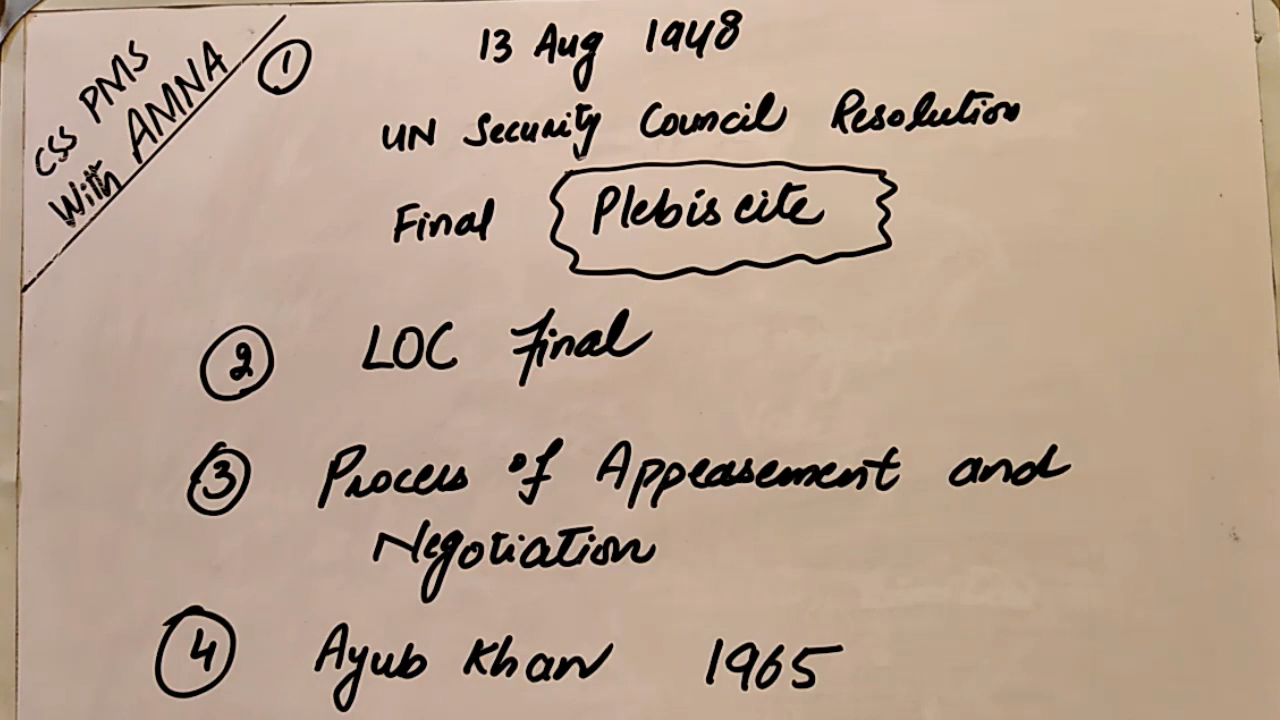 CSS PMS
With AMNA
① 13 Aug 1948
UN Security Council Resolution
Final Plebiscite
② LOC Final
③ Process of Appeasement and
Negotiation
④ Ayub Khan 1965